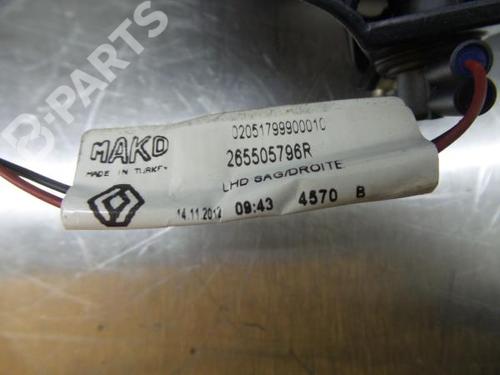 B-PARTS
02051799900010
MAKO
265505796R
MADE IN TURKEY
LHD SAG/DROITE
14.11.2012 09:43 4570 B